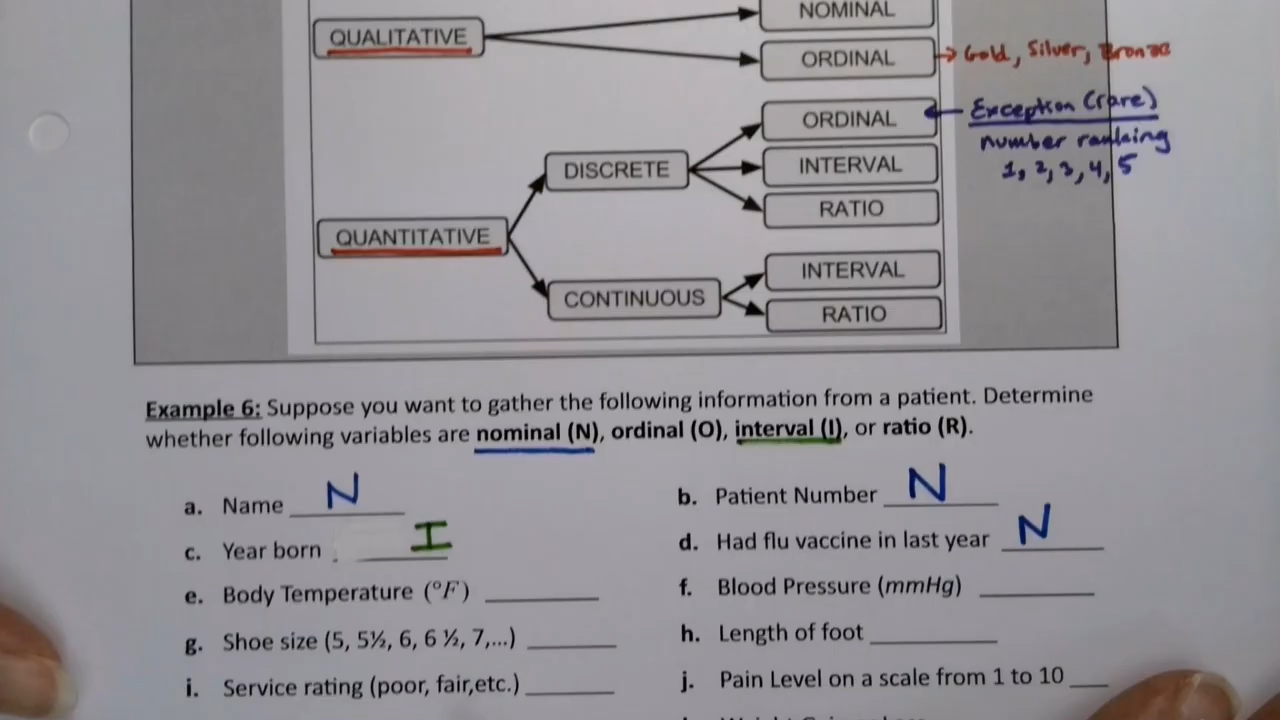 NOMINAL
QUALITATIVE
ORDINAL → Gold, Silver, Bronze
ORDINAL ← Exception (rare)
number ranking
1, 2, 3, 4, 5
DISCRETE
INTERVAL
RATIO
QUANTITATIVE
INTERVAL
CONTINUOUS
RATIO
Example 6: Suppose you want to gather the following information from a patient. Determine
whether following variables are nominal (N), ordinal (O), interval (I), or ratio (R).
a. Name N
b. Patient Number N
c. Year born I
d. Had flu vaccine in last year N
e. Body Temperature (°F)
f. Blood Pressure (mmHg)
g. Shoe size (5, 5½, 6, 6 ½, 7,...)
h. Length of foot
i. Service rating (poor, fair,etc.)
j. Pain Level on a scale from 1 to 10